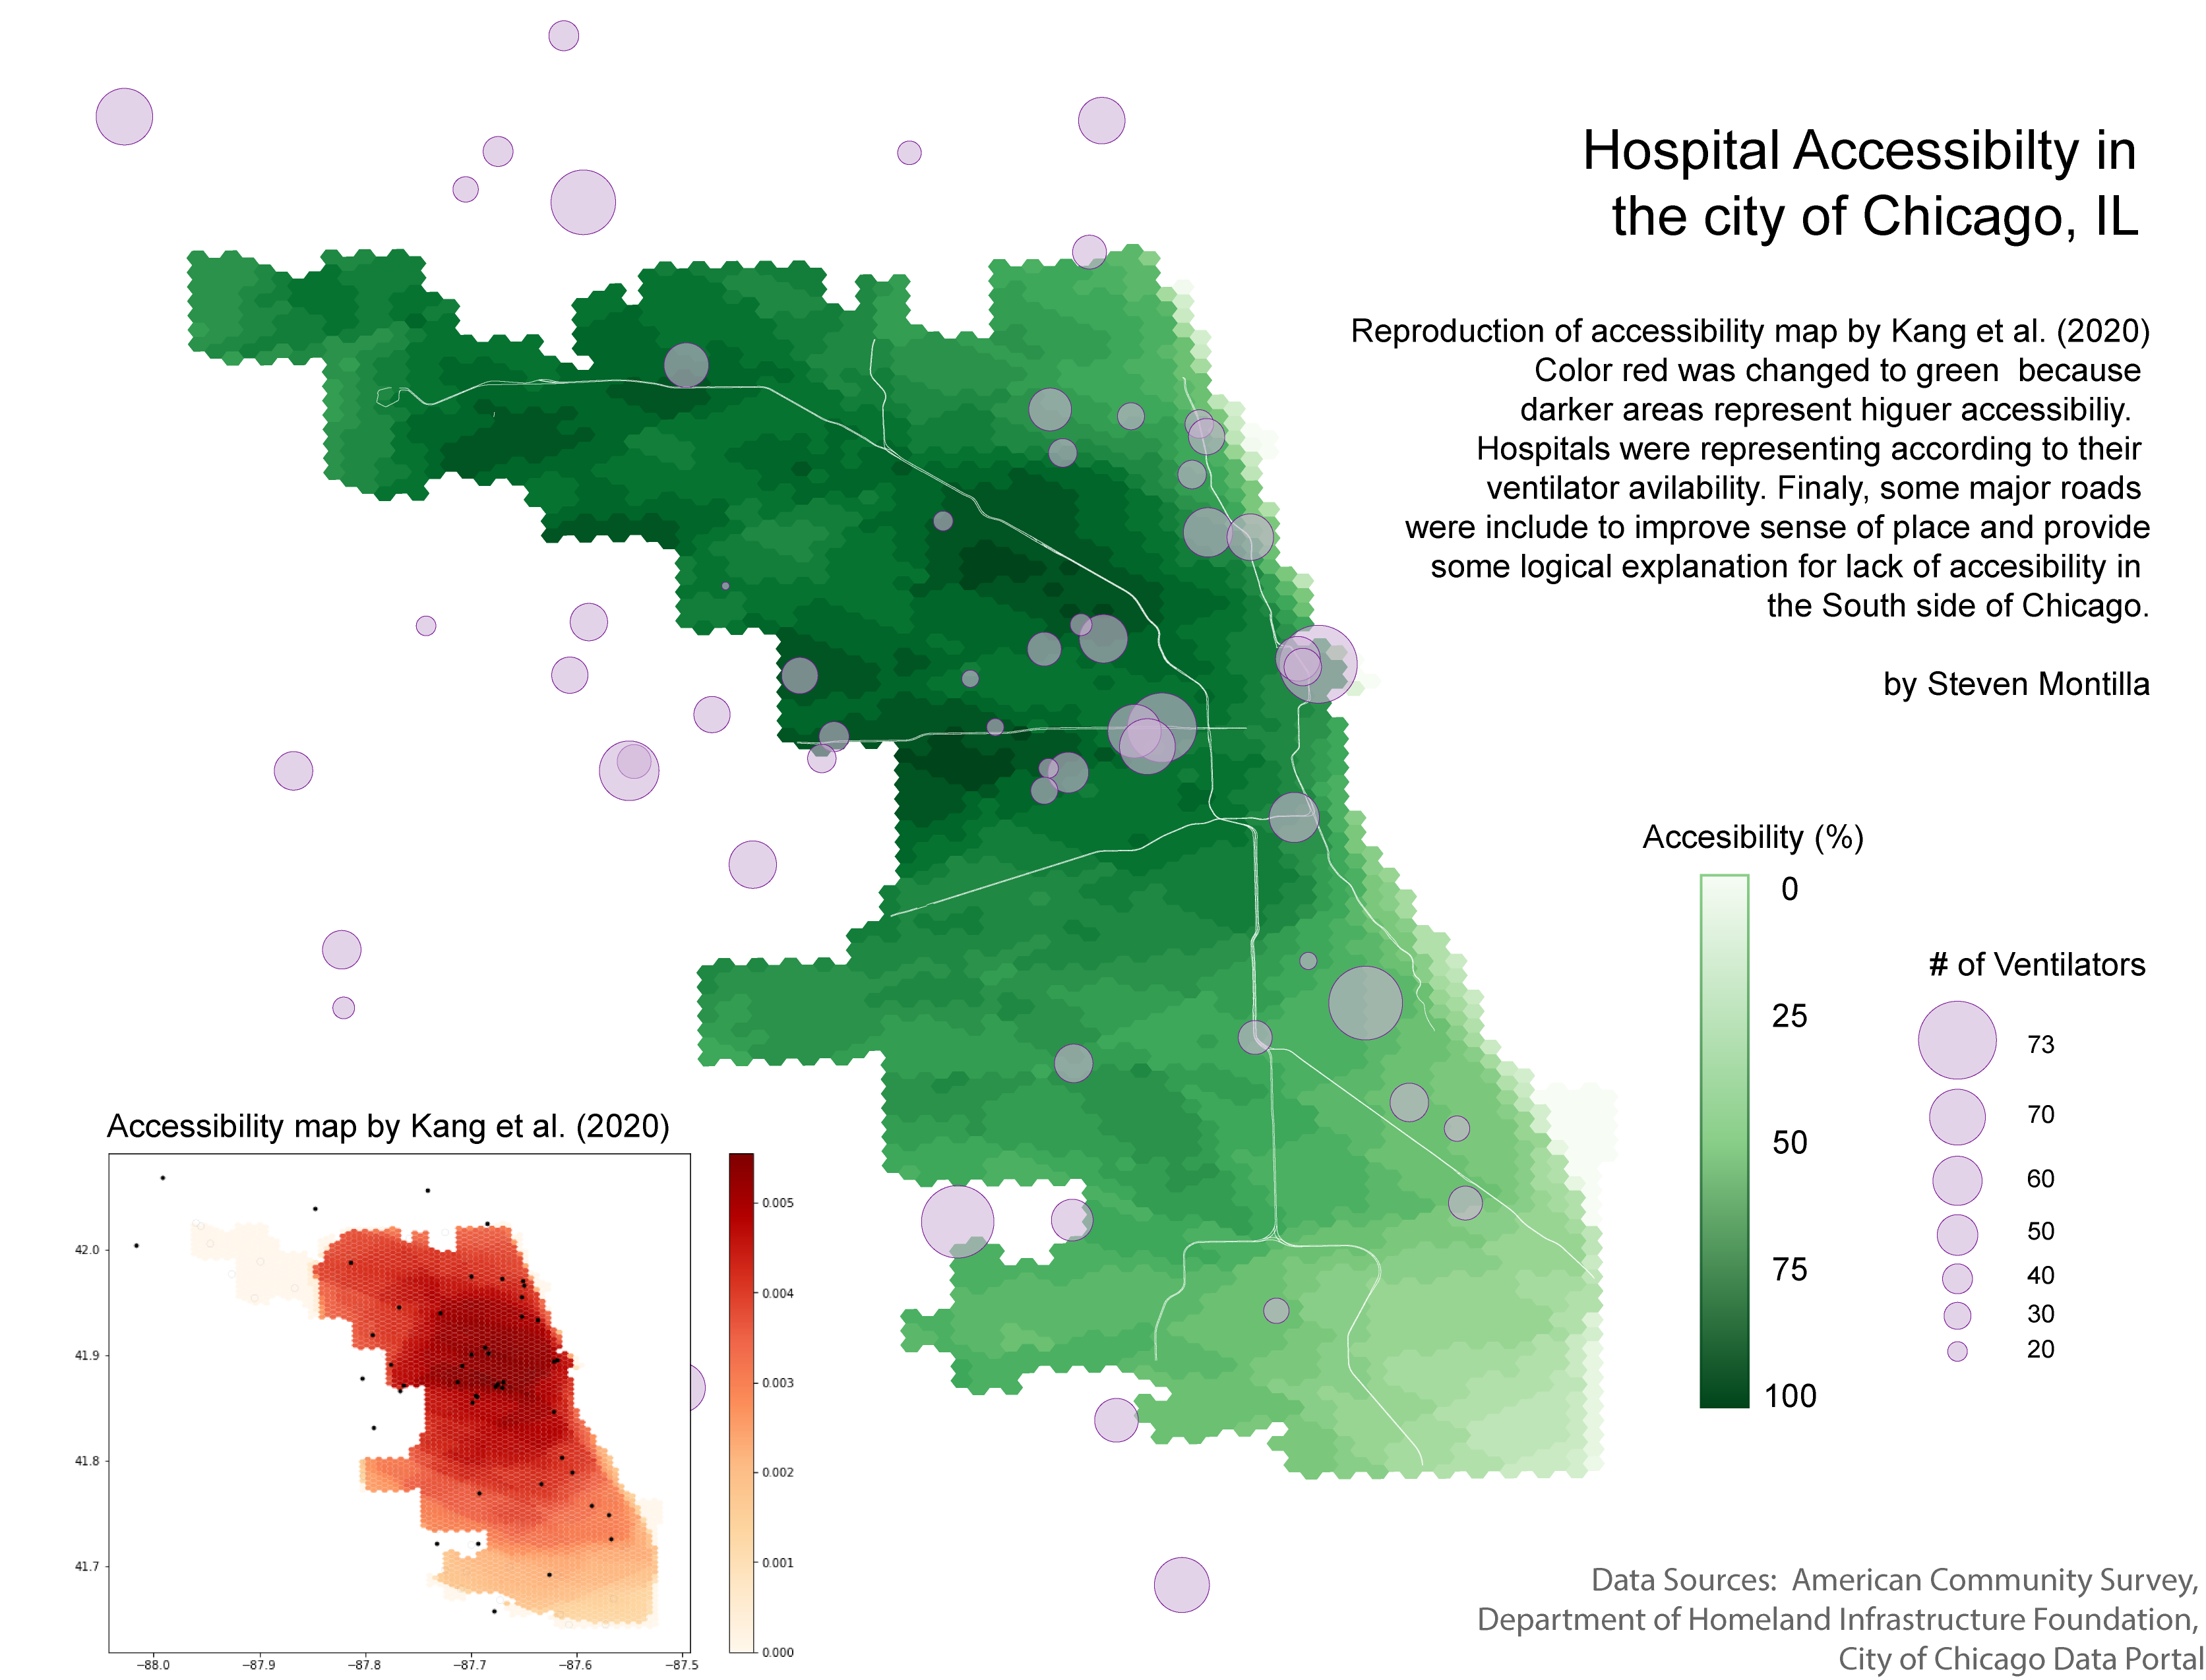 Hospital Accessibilty in
the city of Chicago, IL
Reproduction of accessibility map by Kang et al. (2020)
Color red was changed to green  because
darker areas represent higuer accessibiliy.
Hospitals were representing according to their
ventilator avilability. Finaly, some major roads
were include to improve sense of place and provide
some logical explanation for lack of accesibility in
the South side of Chicago.
by Steven Montilla
Accesibility (%)
0
25
50
75
100
# of Ventilators
73
70
60
50
40
30
20
Accessibility map by Kang et al. (2020)
42.0
41.9
41.8
41.7
−88.0
−87.9
−87.8
−87.7
−87.6
−87.5
0.005
0.004
0.003
0.002
0.001
0.000
Data Sources:  American Community Survey,
Department of Homeland Infrastructure Foundation,
City of Chicago Data Portal